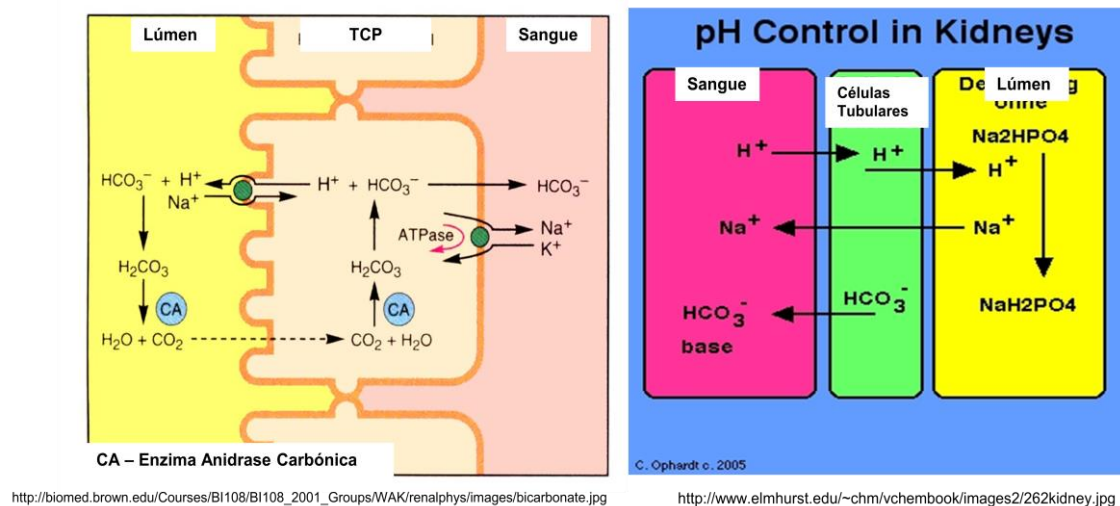 Lúmen
TCP
Sangue
HCO₃⁻ + H⁺
Na⁺
H⁺ + HCO₃⁻
HCO₃⁻
ATPase
Na⁺
K⁺
H₂CO₃
H₂CO₃
CA
CA
H₂O + CO₂
CO₂ + H₂O
CA – Enzima Anidrase Carbónica
http://biomed.brown.edu/Courses/BI108/BI108_2001_Groups/WAK/renalphys/images/bicarbonate.jpg
pH Control in Kidneys
Sangue
Células
Tubulares
Lúmen
Na2HPO4
H⁺
H⁺
H⁺
Na⁺
Na⁺
HCO₃⁻
HCO₃⁻
base
NaH2PO4
C. Ophardt c. 2005
http://www.elmhurst.edu/~chm/vchembook/images2/262kidney.jpg